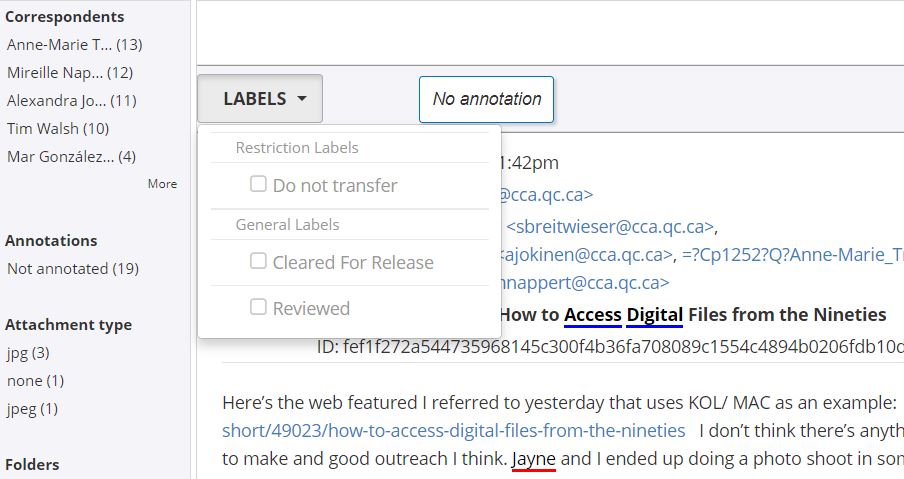 Correspondents
Anne-Marie T... (13)
Mireille Nap... (12)
Alexandra Jo... (11)
Tim Walsh (10)
Mar González... (4)
More
Annotations
Not annotated (19)
Attachment type
jpg (3)
none (1)
jpeg (1)
Folders
LABELS
No annotation
Restriction Labels
Do not transfer
General Labels
Cleared For Release
Reviewed
1:42pm
@cca.qc.ca>
<sbreitwieser@cca.qc.ca>,
<ajokinen@cca.qc.ca>, =?Cp1252?Q?Anne-Marie_T
nnappert@cca.qc.ca>
How to Access Digital Files from the Nineties
ID: fef1f272a544735968145c300f4b36fa708089c1554c4894b0206fdb10d
Here's the web featured I referred to yesterday that uses KOL/ MAC as an example:
short/49023/how-to-access-digital-files-from-the-nineties I don't think there's anyth
to make and good outreach I think. Jayne and I ended up doing a photo shoot in som